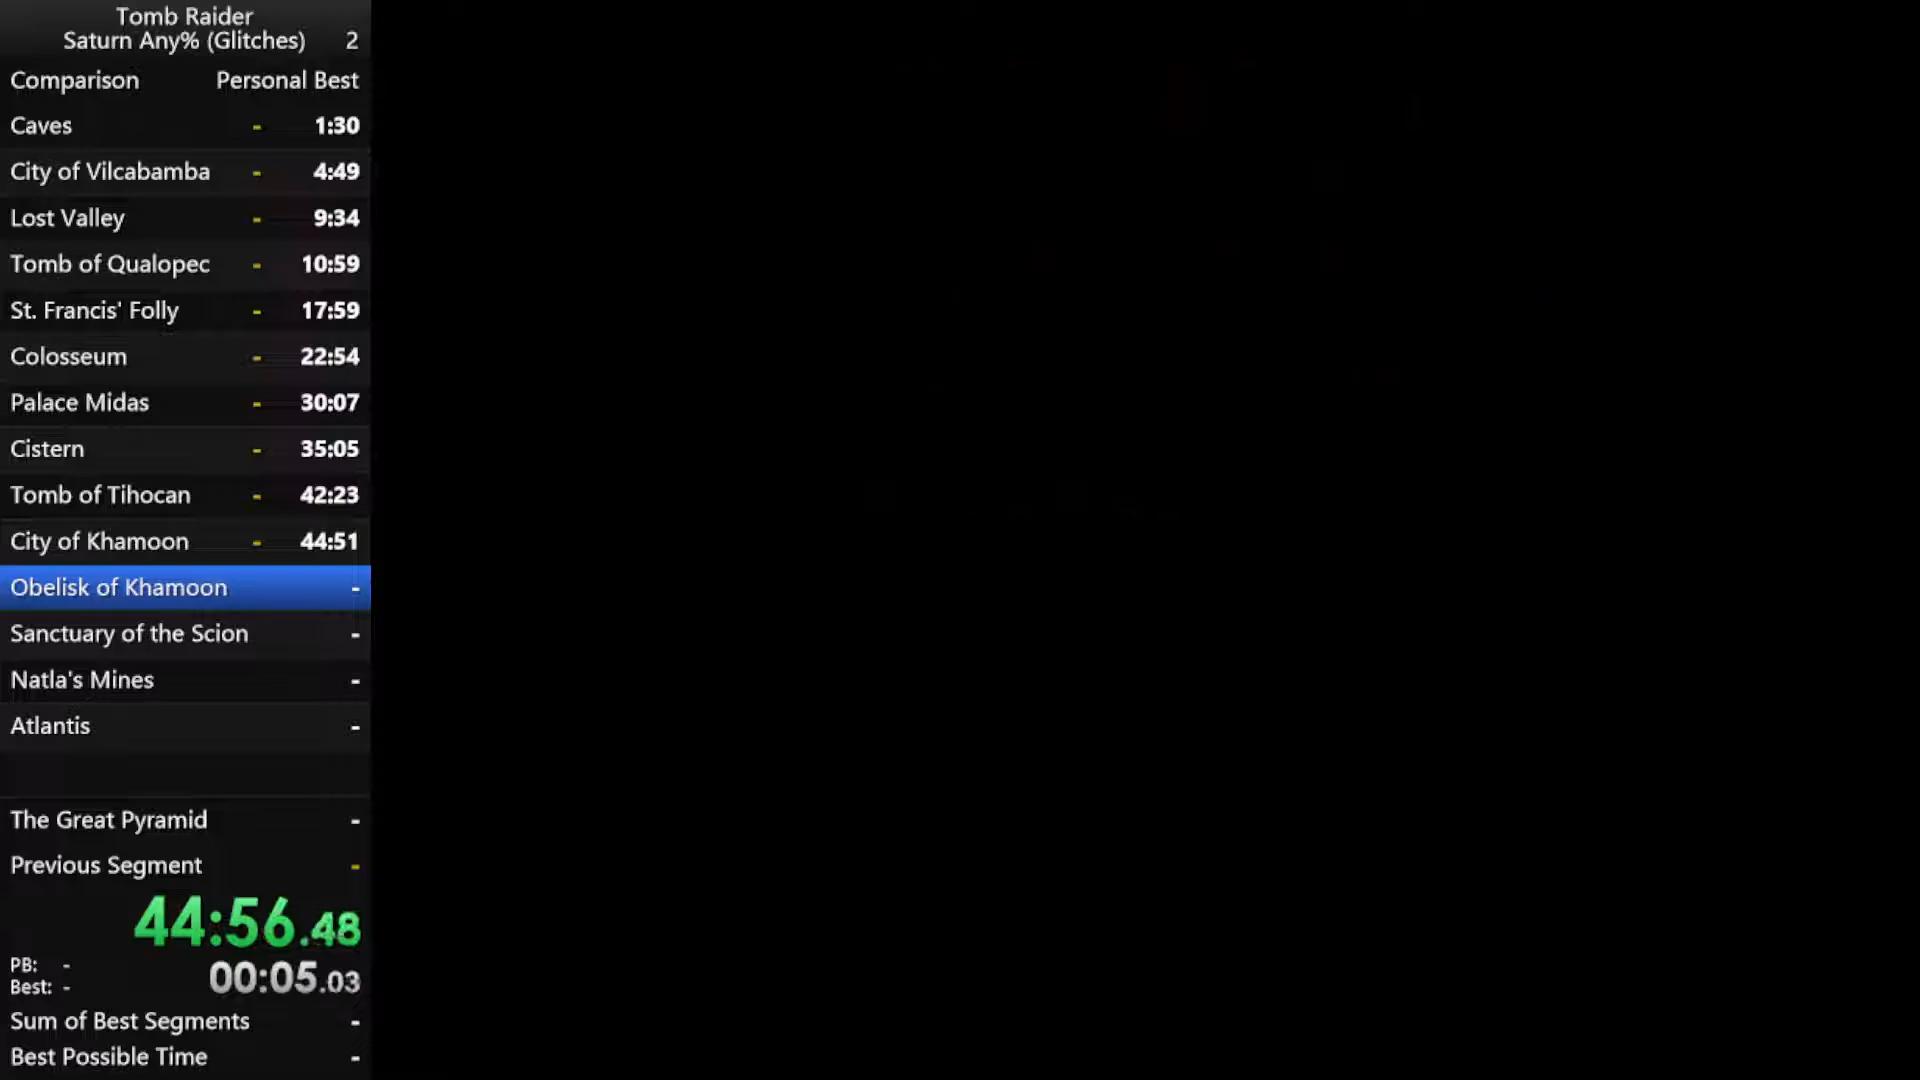 Tomb Raider
Saturn Any% (Glitches) 2
Comparison Personal Best
Caves - 1:30
City of Vilcabamba - 4:49
Lost Valley - 9:34
Tomb of Qualopec - 10:59
St. Francis' Folly - 17:59
Colosseum - 22:54
Palace Midas - 30:07
Cistern - 35:05
Tomb of Tihocan - 42:23
City of Khamoon - 44:51
Obelisk of Khamoon -
Sanctuary of the Scion -
Natla's Mines -
Atlantis -
The Great Pyramid -
Previous Segment -
44:56.48
PB: -
Best: - 00:05.03
Sum of Best Segments -
Best Possible Time -